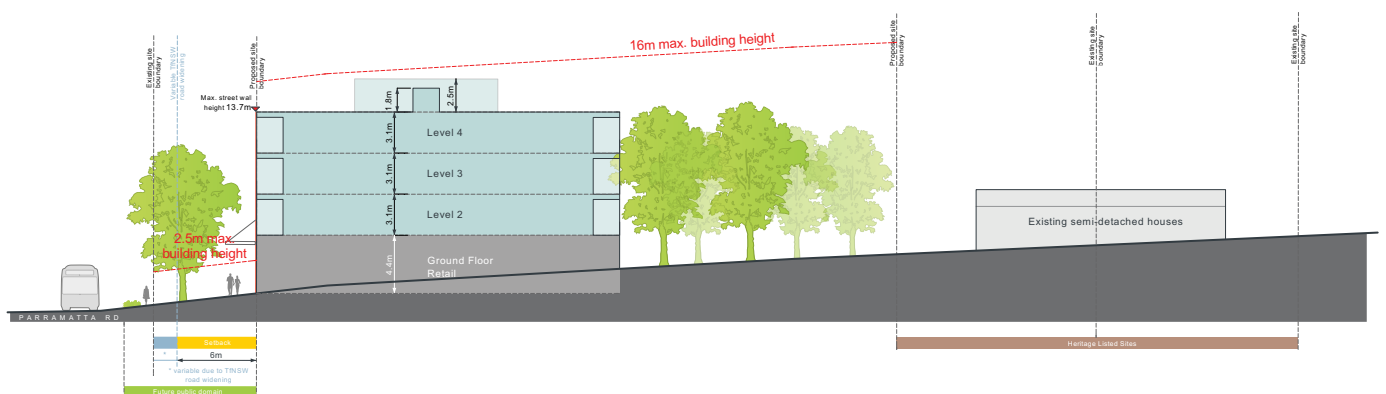 Existing site
boundary
Variable TfNSW
road widening
Proposed site
boundary
16m max. building height
Proposed site
boundary
Existing site
boundary
Existing site
boundary
Max. street wall
height 13.7m
1.8m
2.5m
3.1m
Level 4
3.1m
Level 3
3.1m
Level 2
2.5m max.
building height
4.4m
Ground Floor
Retail
Existing semi-detached houses
PARRAMATTA RD
Setback
*
6m
* variable due to TfNSW
road widening
Future public domain
Heritage Listed Sites